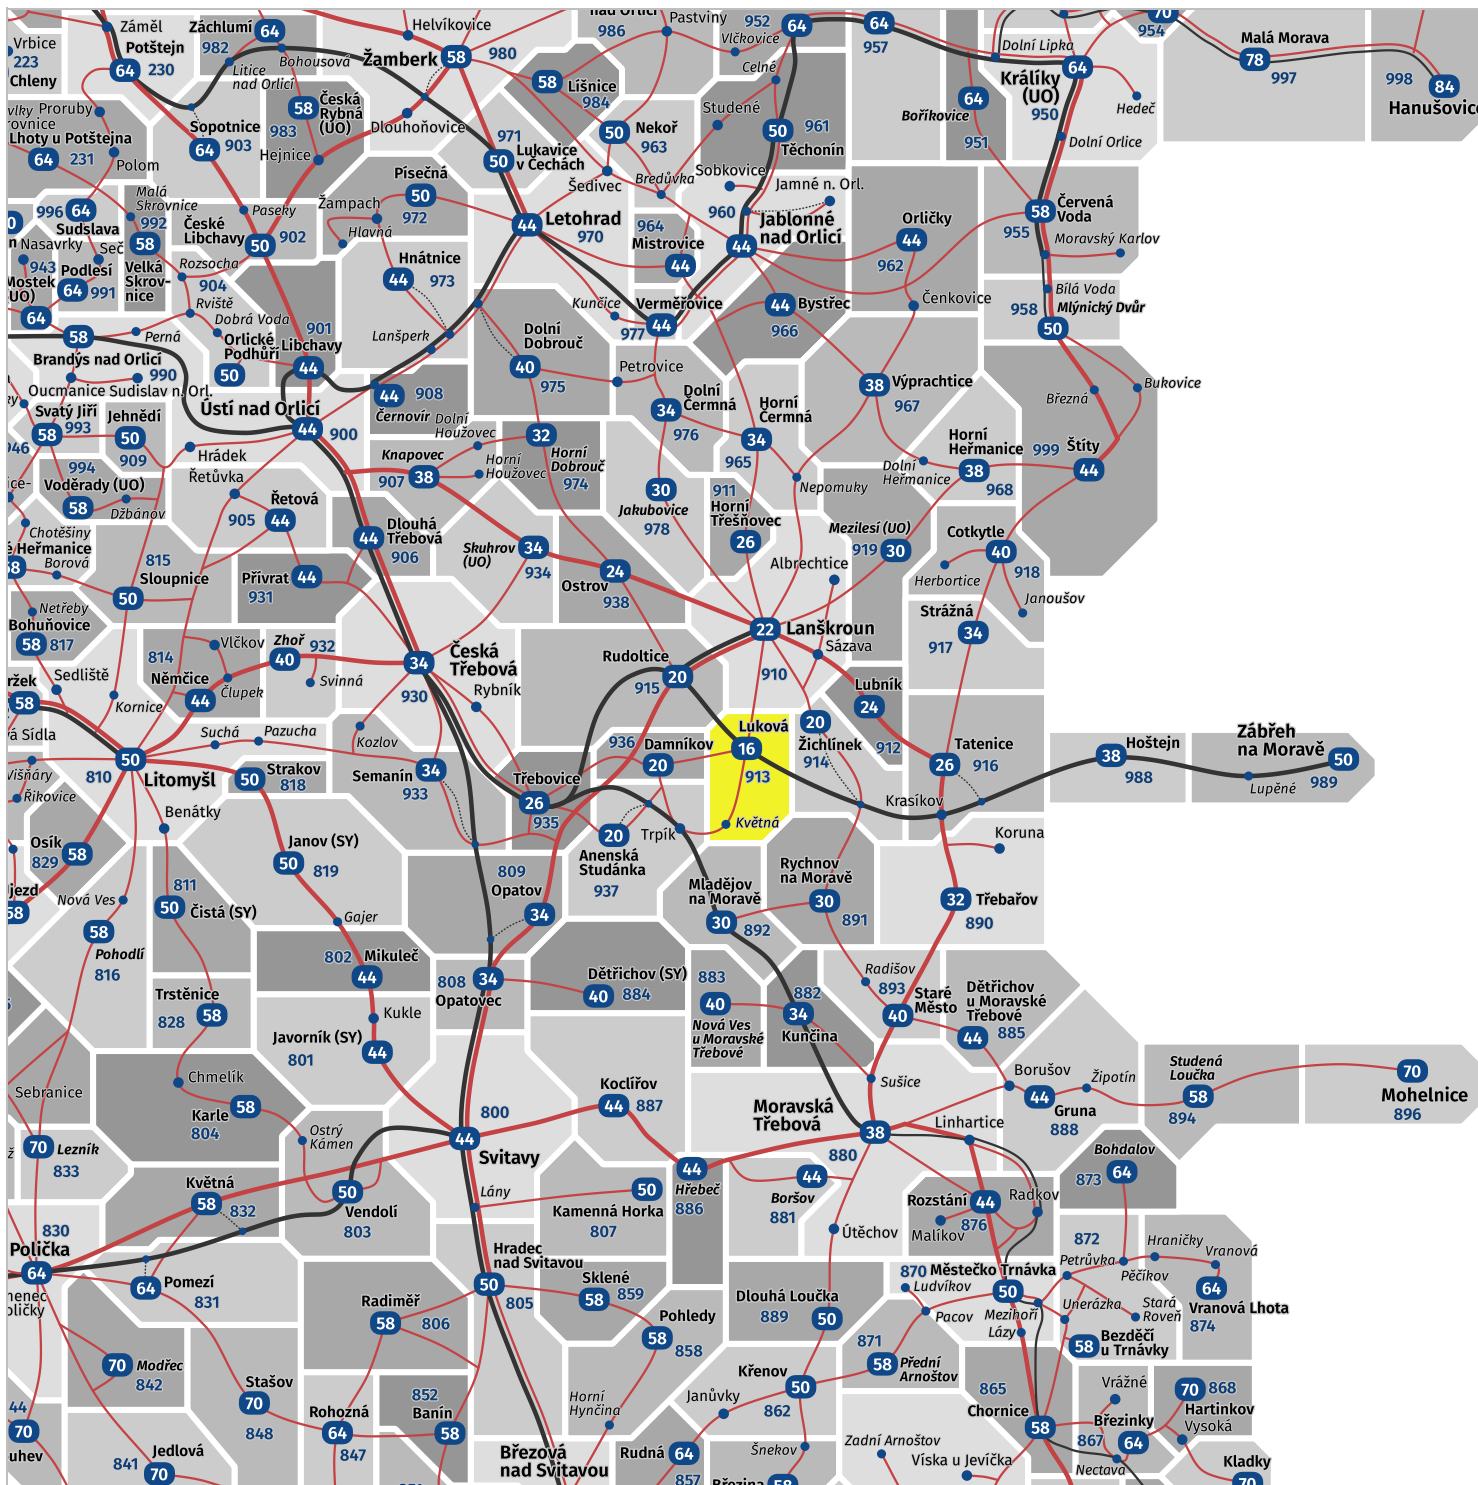 Záměl
Potštejn
64
230
Vrbice
223
Chleny
Záchlumí
64
982
Litice
nad Orlicí
Bohousová
Helvíkovice
Žamberk
58
980
986
Pastviny
952
Vlčkovice
64
64
957
Celné
Dolní Lipka
Králíky
(UO)
64
950
Hedeč
70
954
Malá Morava
78
997
998
84
Hanušovice
Proruby
Lhoty u Potštejna
64
231
Polom
Sopotnice
64
903
58
Česká
Rybná
(UO)
983
Hejnice
Dlouhoňovice
58
Líšnice
984
971
50
Lukavice
v Čechách
50
Nekoř
963
Šedivec
Bredůvka
Studené
50
961
Těchonín
Sobkovice
Jamné n. Orl.
960
Jablonné
nad Orlicí
44
64
Boříkovice
951
Dolní Orlice
58
Červená
Voda
955
Moravský Karlov
Bílá Voda
958
Mlýnický Dvůr
50
996
64
Sudslava
Malá
Skrovnice
992
58
Velká
Skrov-
nice
Seč
Nasavrky
943
Podlesí
64
991
64
Paseky
České
Libchavy
50
902
Rozsocha
904
Rviště
Dobrá Voda
Orlické
Podhůří
50
Perná
901
Libchavy
44
Písečná
50
972
Žampach
Hlavná
Hnátnice
44
973
Lanšperk
Letohrad
44
970
964
Mistrovice
44
Kunčice
Verměřovice
977
44
Orličky
44
962
44
Bystřec
966
Čenkovice
58
Brandýs nad Orlicí
990
Oucmanice
Sudislav n. Orl.
Svatý Jiří
58
993
Jehnědí
50
909
994
Voděrady (UO)
58
Džbánov
Hrádek
Ústí nad Orlicí
44
900
44
908
Černovír
Dolní
Houžovec
Knapovec
38
907
Horní
Houžovec
Dolní
Dobrouč
40
975
32
Horní
Dobrouč
974
Petrovice
34
Dolní
Čermná
976
Horní
Čermná
34
965
Nepomuky
38
Výprachtice
967
Horní
Heřmanice
38
968
Dolní
Heřmanice
999
Štíty
44
Březná
Bukovice
Chotěšiny
Heřmanice
Borová
Řetůvka
Řetová
905
44
815
Sloupnice
50
Přívrat
44
931
44
Dlouhá
Třebová
906
Skuhrov
(UO)
34
934
24
Ostrov
938
30
Jakubovice
978
911
Horní
Třešňovec
26
Albrechtice
Mezilesí (UO)
919
30
Cotkytle
40
918
Herbortice
Janoušov
Strážná
34
917
Netřeby
Bohuňovice
58
817
Sedliště
58
Kornice
814
Vlčkov
Němčice
44
Člupek
Zhoř
40
932
Svinná
34
Česká
Třebová
930
Rybník
Kozlov
Rudoltice
915
20
22
Lanškroun
910
Sázava
Lubník
24
912
20
Žichlínek
914
Luková
16
913
Květná
936
Damníkov
20
Tatenice
26
916
Krasíkov
38
Hoštejn
988
Zábřeh
na Moravě
50
989
Lupěné
50
Litomyšl
810
Řikovice
Suchá
Pazucha
50
Strakov
818
Benátky
Semanín
34
933
Třebovice
26
935
20
Trpík
Anenská
Studánka
937
Osík
829
58
58
Nová Ves
58
Pohodlí
816
811
50
Čistá (SY)
Janov (SY)
50
819
Gajer
802
Mikuleč
44
809
Opatov
34
808
34
Opatovec
Dětřichov (SY)
40
884
Mladějov
na Moravě
30
892
Rychnov
na Moravě
30
891
32
Třebařov
890
Koruna
Trstěnice
58
828
Kukle
Javorník (SY)
44
801
883
40
Nová Ves
u Moravské
Třebové
882
34
Kunčina
Radišov
893
Staré
Město
40
Dětřichov
u Moravské
Třebové
44
885
Sebranice
Chmelík
Karle
58
804
Ostrý
Kámen
800
44
Svitavy
Koclířov
44
887
Moravská
Třebová
38
880
Sušice
Linhartice
Borušov
Žipotín
44
Gruna
888
Studená
Loučka
58
894
70
Mohelnice
896
70
Lezník
833
Květná
58
832
50
Vendolí
803
Lány
50
Kamenná Horka
807
44
Hřebeč
886
44
Boršov
881
Útěchov
Rozstání
44
876
Radkov
Malíkov
Bohdalov
64
873
830
Polička
64
64
Pomezí
831
Radiměř
58
806
Hradec
nad Svitavou
50
805
Sklené
58
859
Pohledy
58
858
Dlouhá Loučka
889
50
870
Ludvíkov
Městečko Trnávka
50
Pacov
Mezihoří
Lázy
872
Petrůvka
Pěčíkov
Hraničky
Vranová
64
Vranová Lhota
874
Unerázka
Stará
Roveň
58
Bezděčí
u Trnávky
70
Modřec
842
Stašov
70
848
Rohozná
64
847
852
Banín
58
Horní
Hynčina
871
58
Přední
Arnoštov
Křenov
50
862
Janůvky
865
Chornice
58
Vrážné
Březinky
867
64
Nectava
70
868
Hartinkov
Vysoká
Kladky
70
70
841
Jedlová
70
Březová
nad Svitavou
Rudná
64
857
Šnekov
Březina
58
Zadní Arnoštov
Víska u Jevíčka